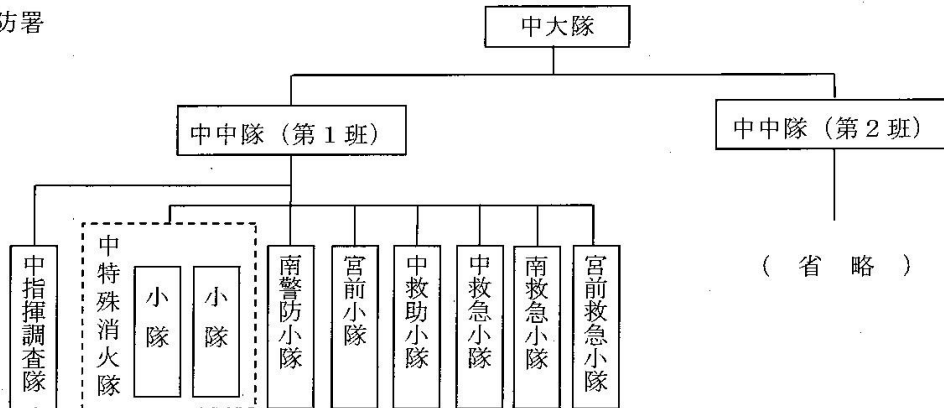 防署
中大隊
中中隊（第１班）
中中隊（第２班）
中指揮調査隊
中特殊消火隊
小隊
小隊
南警防小隊
宮前小隊
中救助小隊
中救急小隊
南救急小隊
宮前救急小隊
（省略）